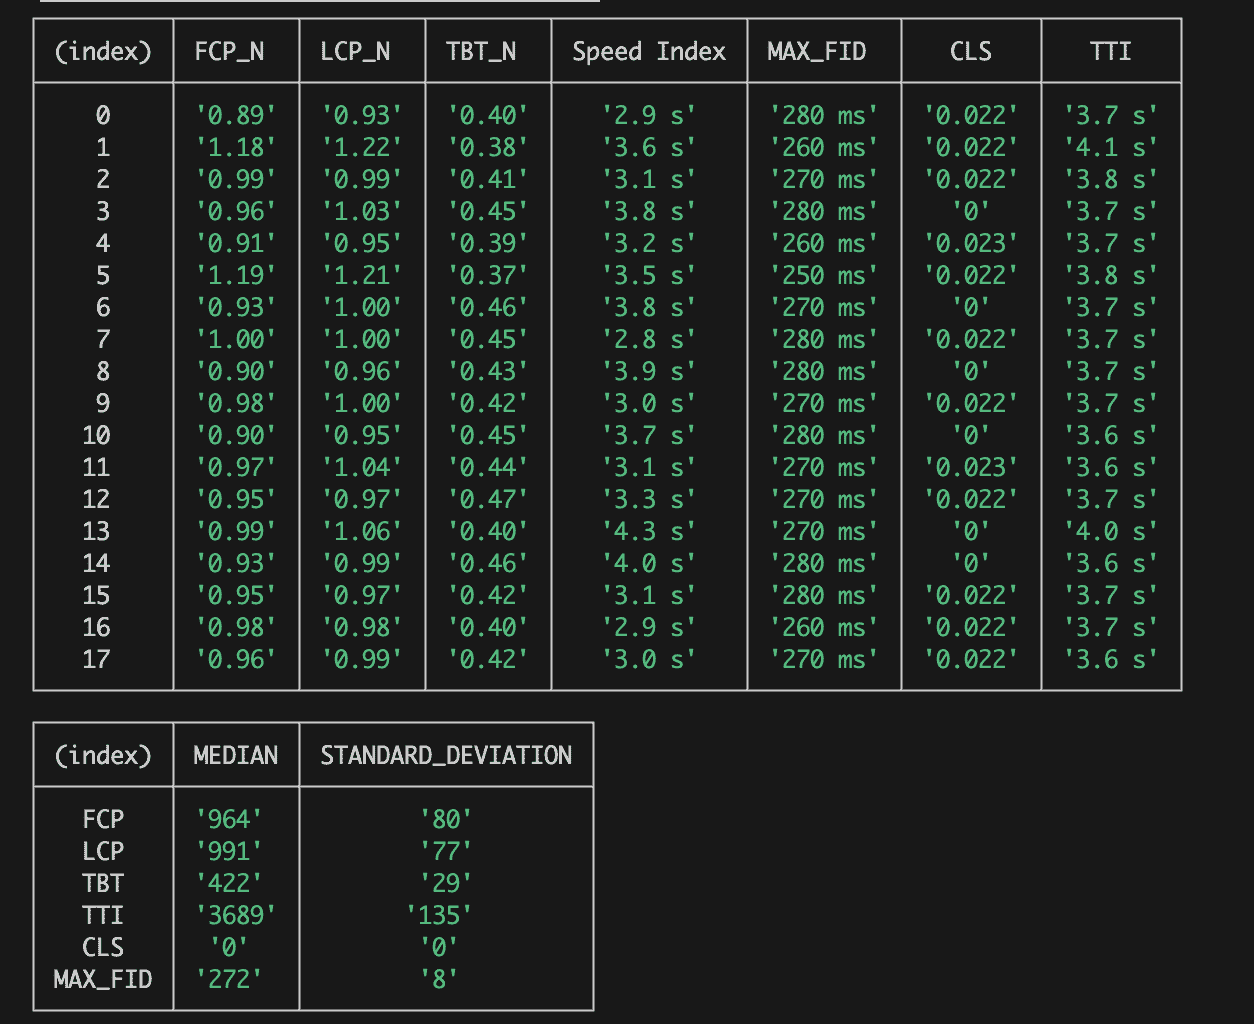 (index) FCP_N LCP_N TBT_N Speed Index MAX_FID CLS TTI
0 '0.89' '0.93' '0.40' '2.9 s' '280 ms' '0.022' '3.7 s'
1 '1.18' '1.22' '0.38' '3.6 s' '260 ms' '0.022' '4.1 s'
2 '0.99' '0.99' '0.41' '3.1 s' '270 ms' '0.022' '3.8 s'
3 '0.96' '1.03' '0.45' '3.8 s' '280 ms' '0' '3.7 s'
4 '0.91' '0.95' '0.39' '3.2 s' '260 ms' '0.023' '3.7 s'
5 '1.19' '1.21' '0.37' '3.5 s' '250 ms' '0.022' '3.8 s'
6 '0.93' '1.00' '0.46' '3.8 s' '270 ms' '0' '3.7 s'
7 '1.00' '1.00' '0.45' '2.8 s' '280 ms' '0.022' '3.7 s'
8 '0.90' '0.96' '0.43' '3.9 s' '280 ms' '0' '3.7 s'
9 '0.98' '1.00' '0.42' '3.0 s' '270 ms' '0.022' '3.7 s'
10 '0.90' '0.95' '0.45' '3.7 s' '280 ms' '0' '3.6 s'
11 '0.97' '1.04' '0.44' '3.1 s' '270 ms' '0.023' '3.6 s'
12 '0.95' '0.97' '0.47' '3.3 s' '270 ms' '0.022' '3.7 s'
13 '0.99' '1.06' '0.40' '4.3 s' '270 ms' '0' '4.0 s'
14 '0.93' '0.99' '0.46' '4.0 s' '280 ms' '0' '3.6 s'
15 '0.95' '0.97' '0.42' '3.1 s' '280 ms' '0.022' '3.7 s'
16 '0.98' '0.98' '0.40' '2.9 s' '260 ms' '0.022' '3.7 s'
17 '0.96' '0.99' '0.42' '3.0 s' '270 ms' '0.022' '3.6 s'
(index) MEDIAN STANDARD_DEVIATION
FCP '964' '80'
LCP '991' '77'
TBT '422' '29'
TTI '3689' '135'
CLS '0' '0'
MAX_FID '272' '8'